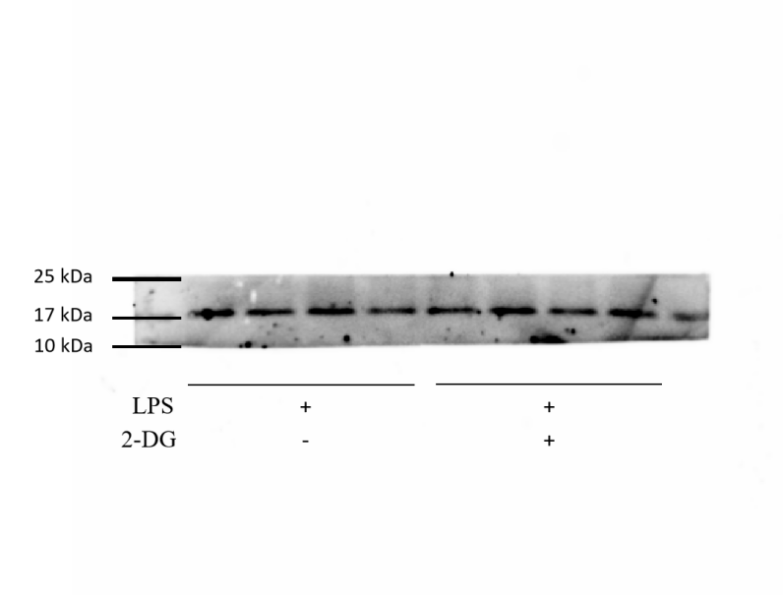 25 kDa
17 kDa
10 kDa
LPS + +
2-DG - +